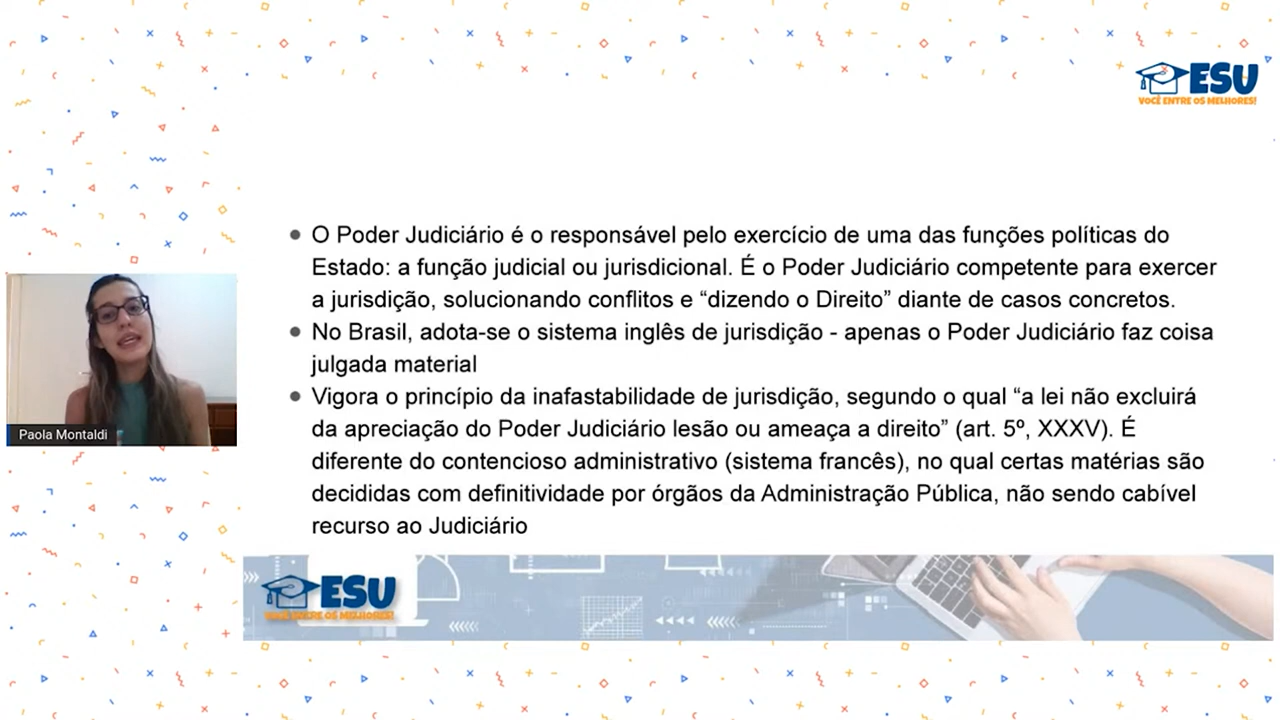 ESU
VOCÊ ENTRE OS MELHORES!
● O Poder Judiciário é o responsável pelo exercício de uma das funções políticas do
Estado: a função judicial ou jurisdicional. É o Poder Judiciário competente para exercer
a jurisdição, solucionando conflitos e “dizendo o Direito” diante de casos concretos.
● No Brasil, adota-se o sistema inglês de jurisdição - apenas o Poder Judiciário faz coisa
julgada material
● Vigora o princípio da inafastabilidade de jurisdição, segundo o qual “a lei não excluirá
da apreciação do Poder Judiciário lesão ou ameaça a direito” (art. 5º, XXXV). É
diferente do contencioso administrativo (sistema francês), no qual certas matérias são
decididas com definitividade por órgãos da Administração Pública, não sendo cabível
recurso ao Judiciário
Paola Montaldi
ESU
VOCÊ ENTRE OS MELHORES!